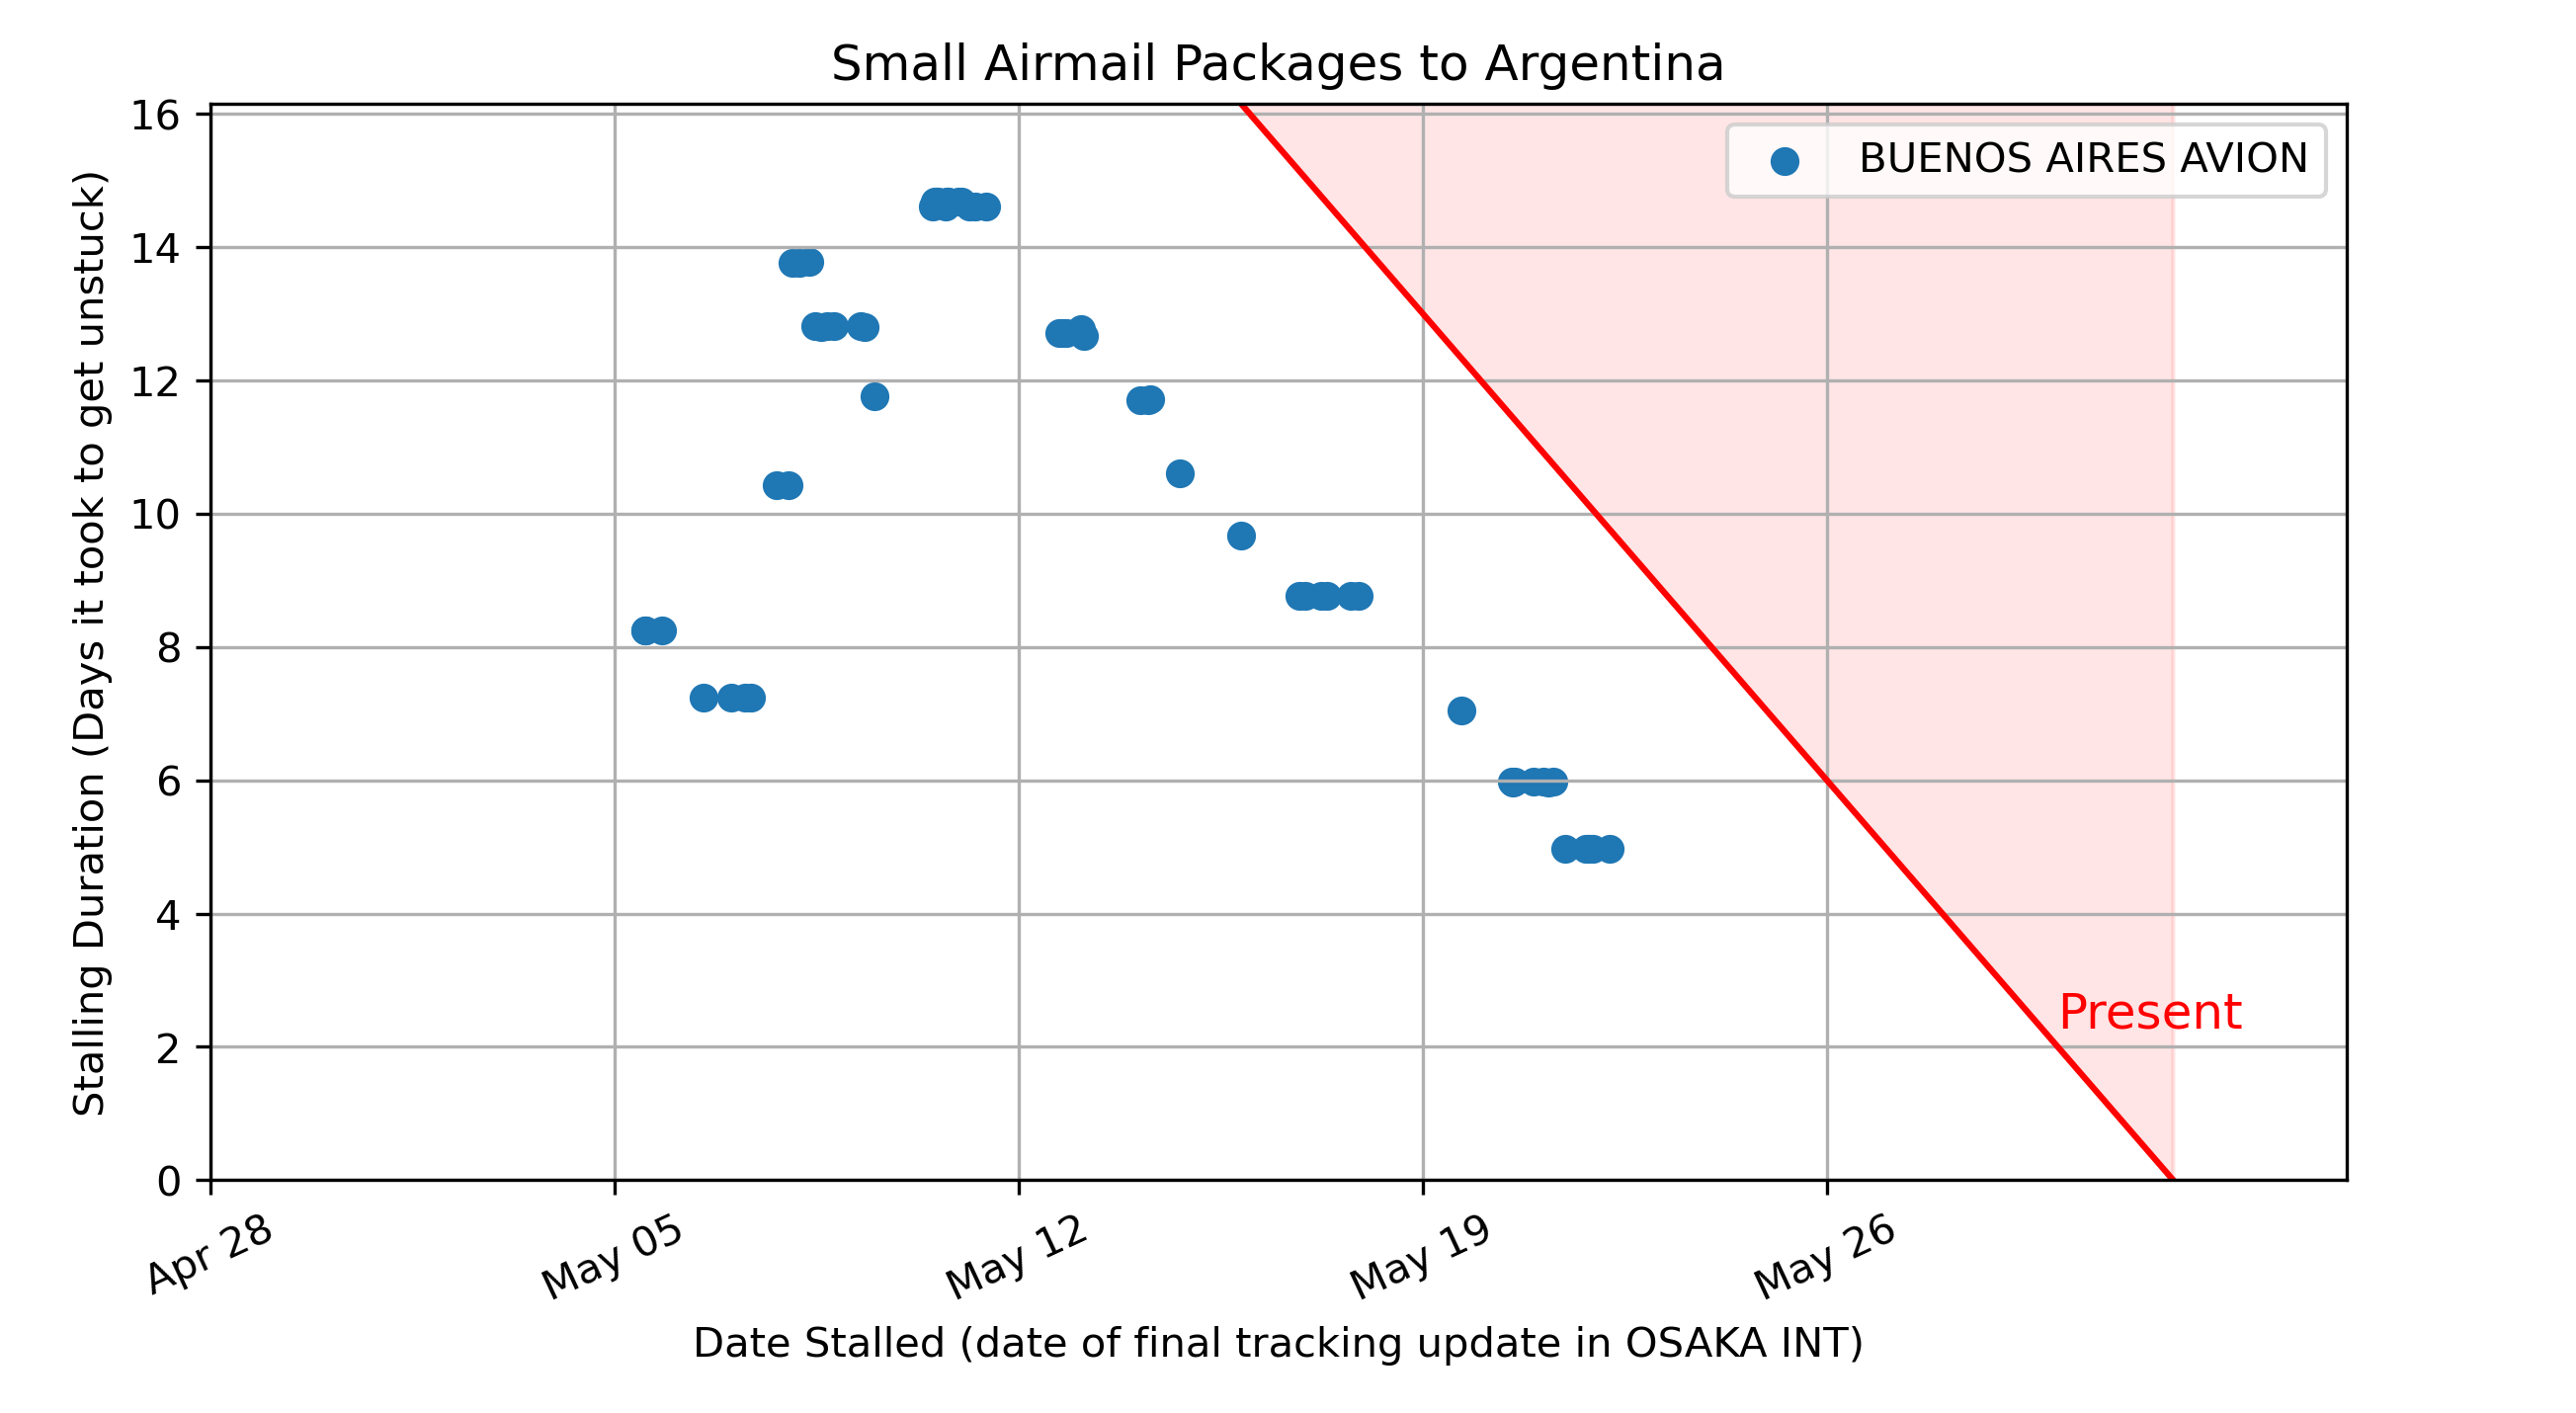 Small Airmail Packages to Argentina
Stalling Duration (Days it took to get unstuck)
16
14
12
10
8
6
4
2
0
BUENOS AIRES AVION
Present
Apr 28
May 05
May 12
May 19
May 26
Date Stalled (date of final tracking update in OSAKA INT)